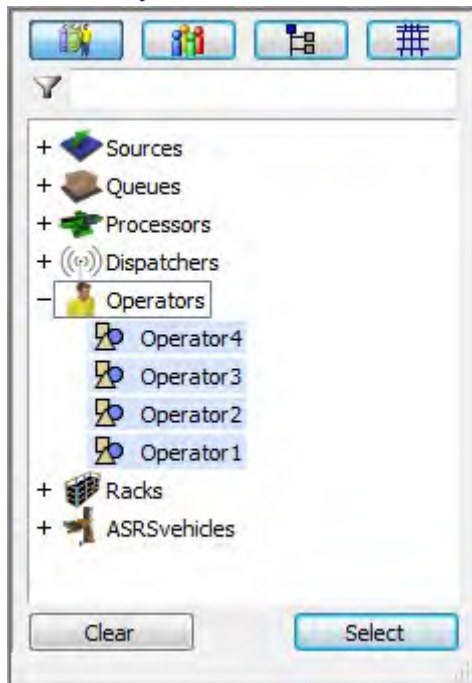 Sources
Queues
Processors
Dispatchers
Operators
Operator4
Operator3
Operator2
Operator1
Racks
ASRSvehicles
Clear
Select